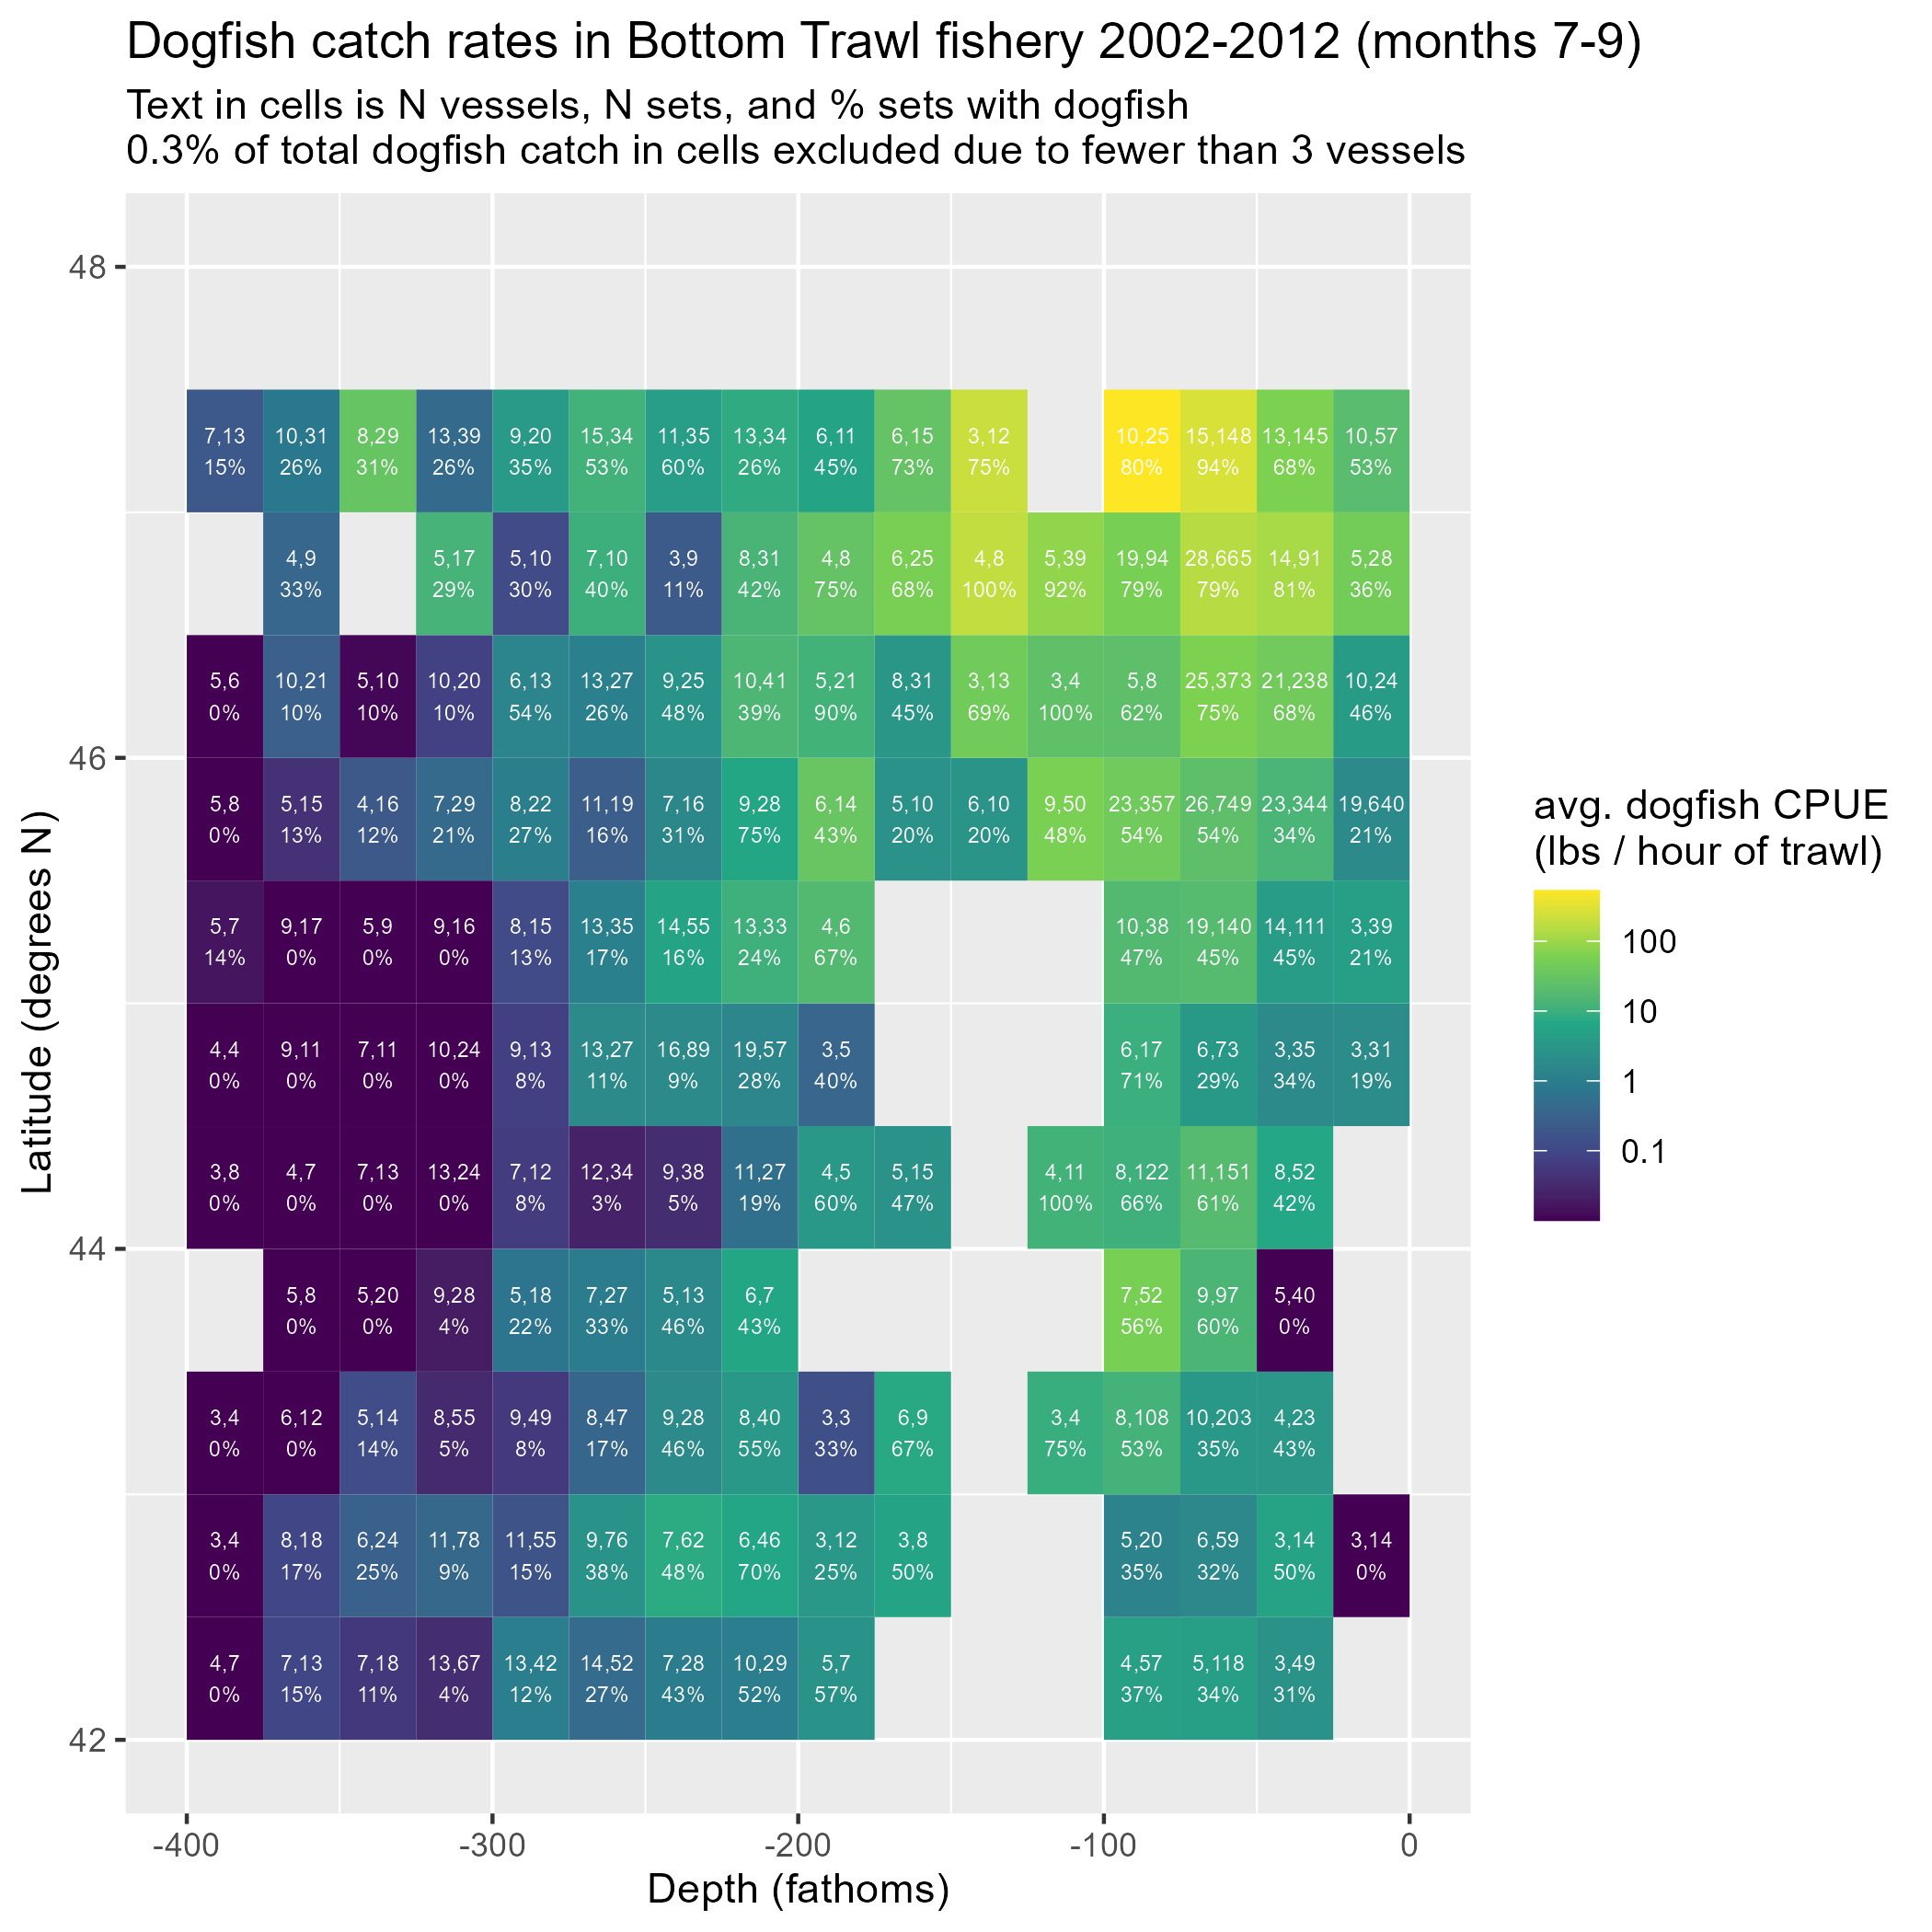 Dogfish catch rates in Bottom Trawl fishery 2002-2012 (months 7-9)
Text in cells is N vessels, N sets, and % sets with dogfish
0.3% of total dogfish catch in cells excluded due to fewer than 3 vessels
48
7,13 10,31 8,29 13,39 9,20 15,34 11,35 13,34 6,11 6,15 3,12 10,25 15,148 13,145 10,57
15% 26% 31% 26% 35% 53% 60% 26% 45% 73% 75% 80% 94% 68% 53%
4,9 5,17 5,10 7,10 3,9 8,31 4,8 6,25 4,8 5,39 19,94 28,665 14,91 5,28
33% 29% 30% 40% 11% 42% 75% 68% 100% 92% 79% 79% 81% 36%
5,6 10,21 5,10 10,20 6,13 13,27 9,25 10,41 5,21 8,31 3,13 3,4 5,8 25,373 21,238 10,24
0% 10% 10% 10% 54% 26% 48% 39% 90% 45% 69% 100% 62% 75% 68% 46%
46
5,8 5,15 4,16 7,29 8,22 11,19 7,16 9,28 6,14 5,10 6,10 9,50 23,357 26,749 23,344 19,640
0% 13% 12% 21% 27% 16% 31% 75% 43% 20% 20% 48% 54% 54% 34% 21%
5,7 9,17 5,9 9,16 8,15 13,35 14,55 13,33 4,6 10,38 19,140 14,111 3,39
14% 0% 0% 0% 13% 17% 16% 24% 67% 47% 45% 45% 21%
4,4 9,11 7,11 10,24 9,13 13,27 16,89 19,57 3,5 6,17 6,73 3,35 3,31
0% 0% 0% 0% 8% 11% 9% 28% 40% 71% 29% 34% 19%
3,8 4,7 7,13 13,24 7,12 12,34 9,38 11,27 4,5 5,15 4,11 8,122 11,151 8,52
0% 0% 0% 0% 8% 3% 5% 19% 60% 47% 100% 66% 61% 42%
44
5,8 5,20 9,28 5,18 7,27 5,13 6,7 7,52 9,97 5,40
0% 0% 4% 22% 33% 46% 43% 56% 60% 0%
3,4 6,12 5,14 8,55 9,49 8,47 9,28 8,40 3,3 6,9 3,4 8,108 10,203 4,23
0% 0% 14% 5% 8% 17% 46% 55% 33% 67% 75% 53% 35% 43%
3,4 8,18 6,24 11,78 11,55 9,76 7,62 6,46 3,12 3,8 5,20 6,59 3,14 3,14
0% 17% 25% 9% 15% 38% 48% 70% 25% 50% 35% 32% 50% 0%
4,7 7,13 7,18 13,67 13,42 14,52 7,28 10,29 5,7 4,57 5,118 3,49
0% 15% 11% 4% 12% 27% 43% 52% 57% 37% 34% 31%
42
-400 -300 -200 -100 0
Depth (fathoms)
Latitude (degrees N)
avg. dogfish CPUE
(lbs / hour of trawl)
100
10
1
0.1